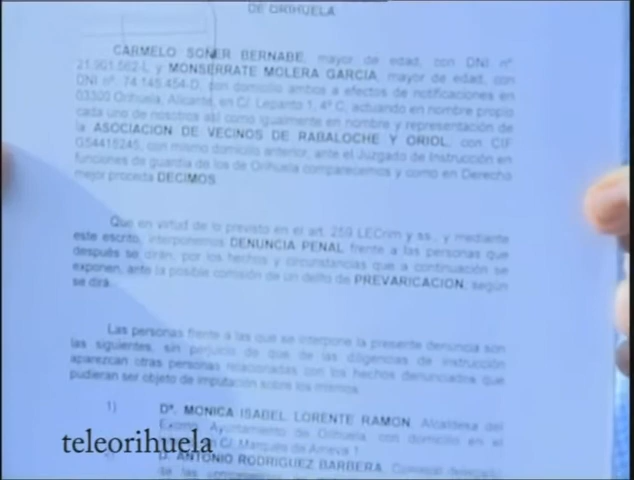 DE ORIHUELA
CARMELO SOÑER BERNABE, mayor de edad, con DNI nº
21.901.562-L y MONSERRATE MOLERA GARCIA, mayor de edad, con
DNI nº. 74.145.454-D, con domicilio ambos a efectos de notificaciones en
03300 Orihuela, Alicante, en C/. Lepanto 1, 4º C, actuando en nombre propio
cada uno de nosotros así como igualmente en nombre y representación de
la ASOCIACION DE VECINOS DE RABALOCHE Y ORIOL, con CIF
G54416245, con mismo domicilio anterior, ante el Juzgado de Instrucción en
funciones de guardia de los de Orihuela comparecemos y como en Derecho
mejor proceda DECIMOS
Que en virtud de lo previsto en el art. 259 LECrim y ss., y mediante
este escrito, interponemos DENUNCIA PENAL frente a las personas que
después se dirán, por los hechos y circunstancias que a continuación se
exponen, ante la posible comisión de un delito de PREVARICACION, según
se dirá.
Las personas frente a las que se interpone la presente denuncia son
las siguientes, sin perjuicio de que de las diligencias de instrucción
aparezcan otras personas relacionadas con los hechos denunciados que
pudieran ser objeto de imputación sobre los mismos.
1) Dª. MONICA ISABEL LORENTE RAMON, Alcaldesa del
Excmo. Ayuntamiento de Orihuela, con domicilio en el
en C/. Marqués de Arneva 1
D. ANTONIO RODRIGUEZ BARBERA, Concejal
teleorihuela